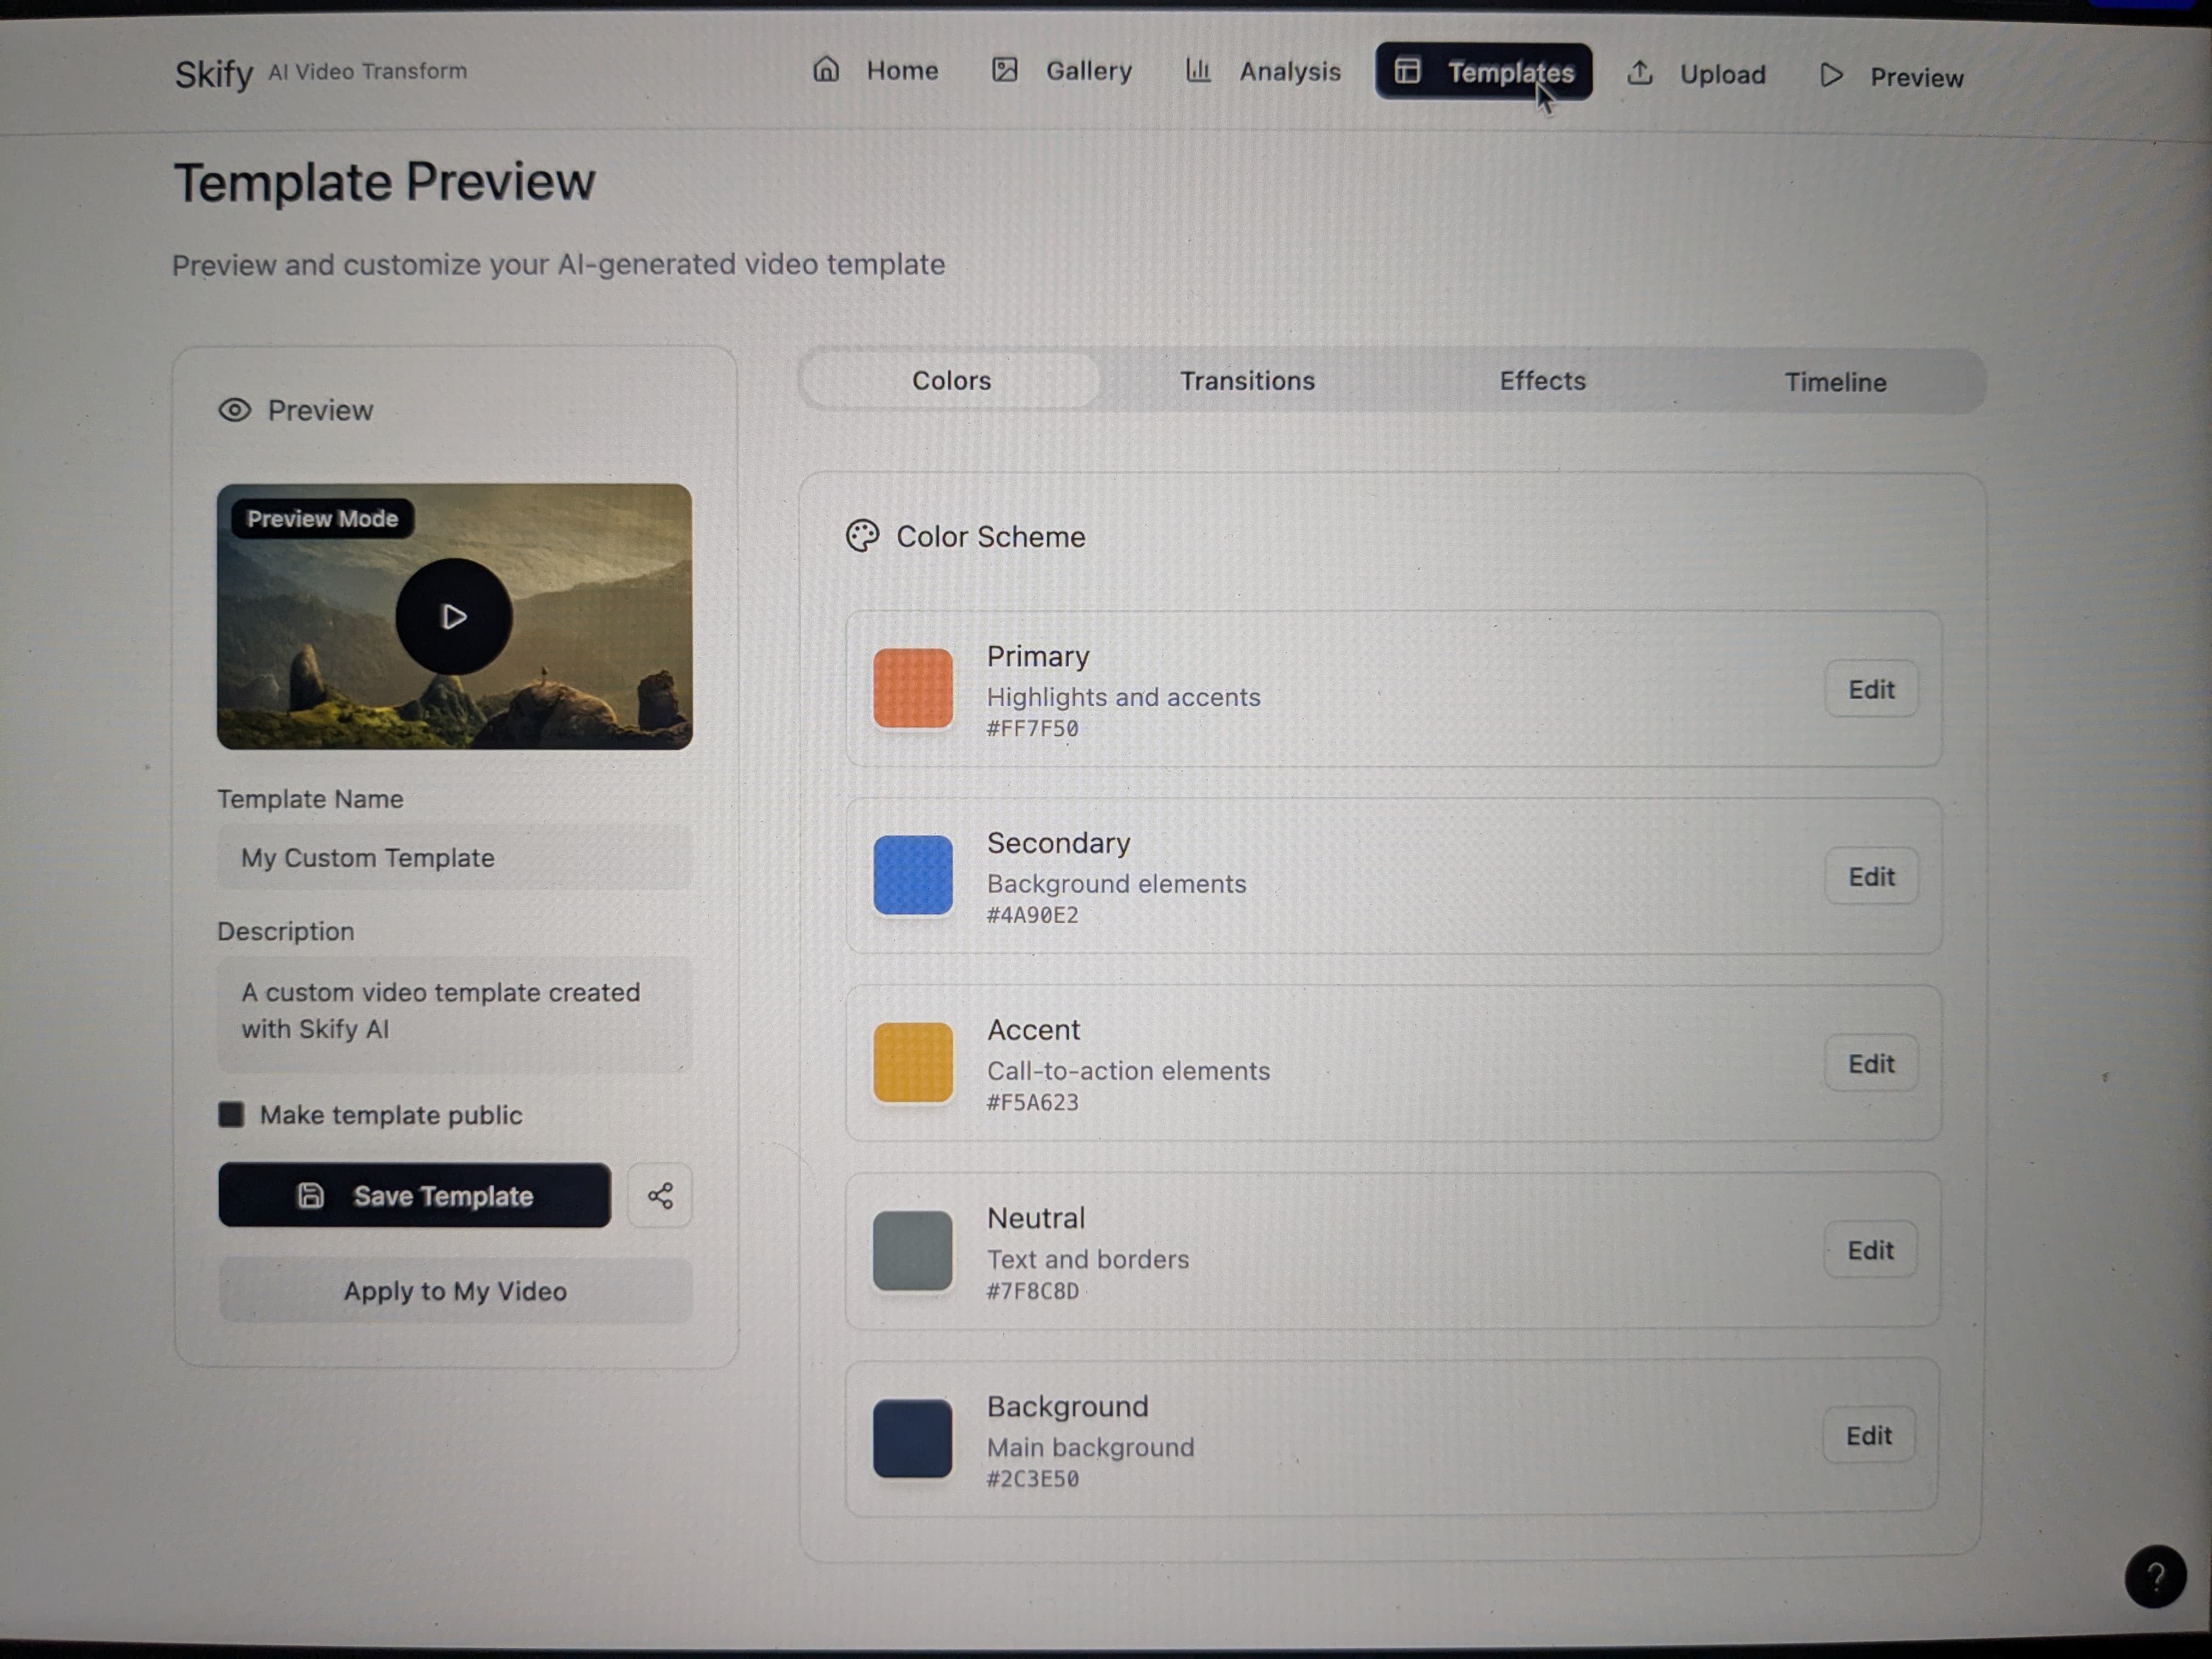 Skify AI Video Transform
Home
Gallery
Analysis
Templates
Upload
Preview
Template Preview
Preview and customize your AI-generated video template
Preview
Preview Mode
Template Name
My Custom Template
Description
A custom video template created
with Skify AI
Make template public
Save Template
Apply to My Video
Colors
Transitions
Effects
Timeline
Color Scheme
Primary
Highlights and accents
#FF7F50
Edit
Secondary
Background elements
#4A90E2
Edit
Accent
Call-to-action elements
#F5A623
Edit
Neutral
Text and borders
#7F8C8D
Edit
Background
Main background
#2C3E50
Edit
?